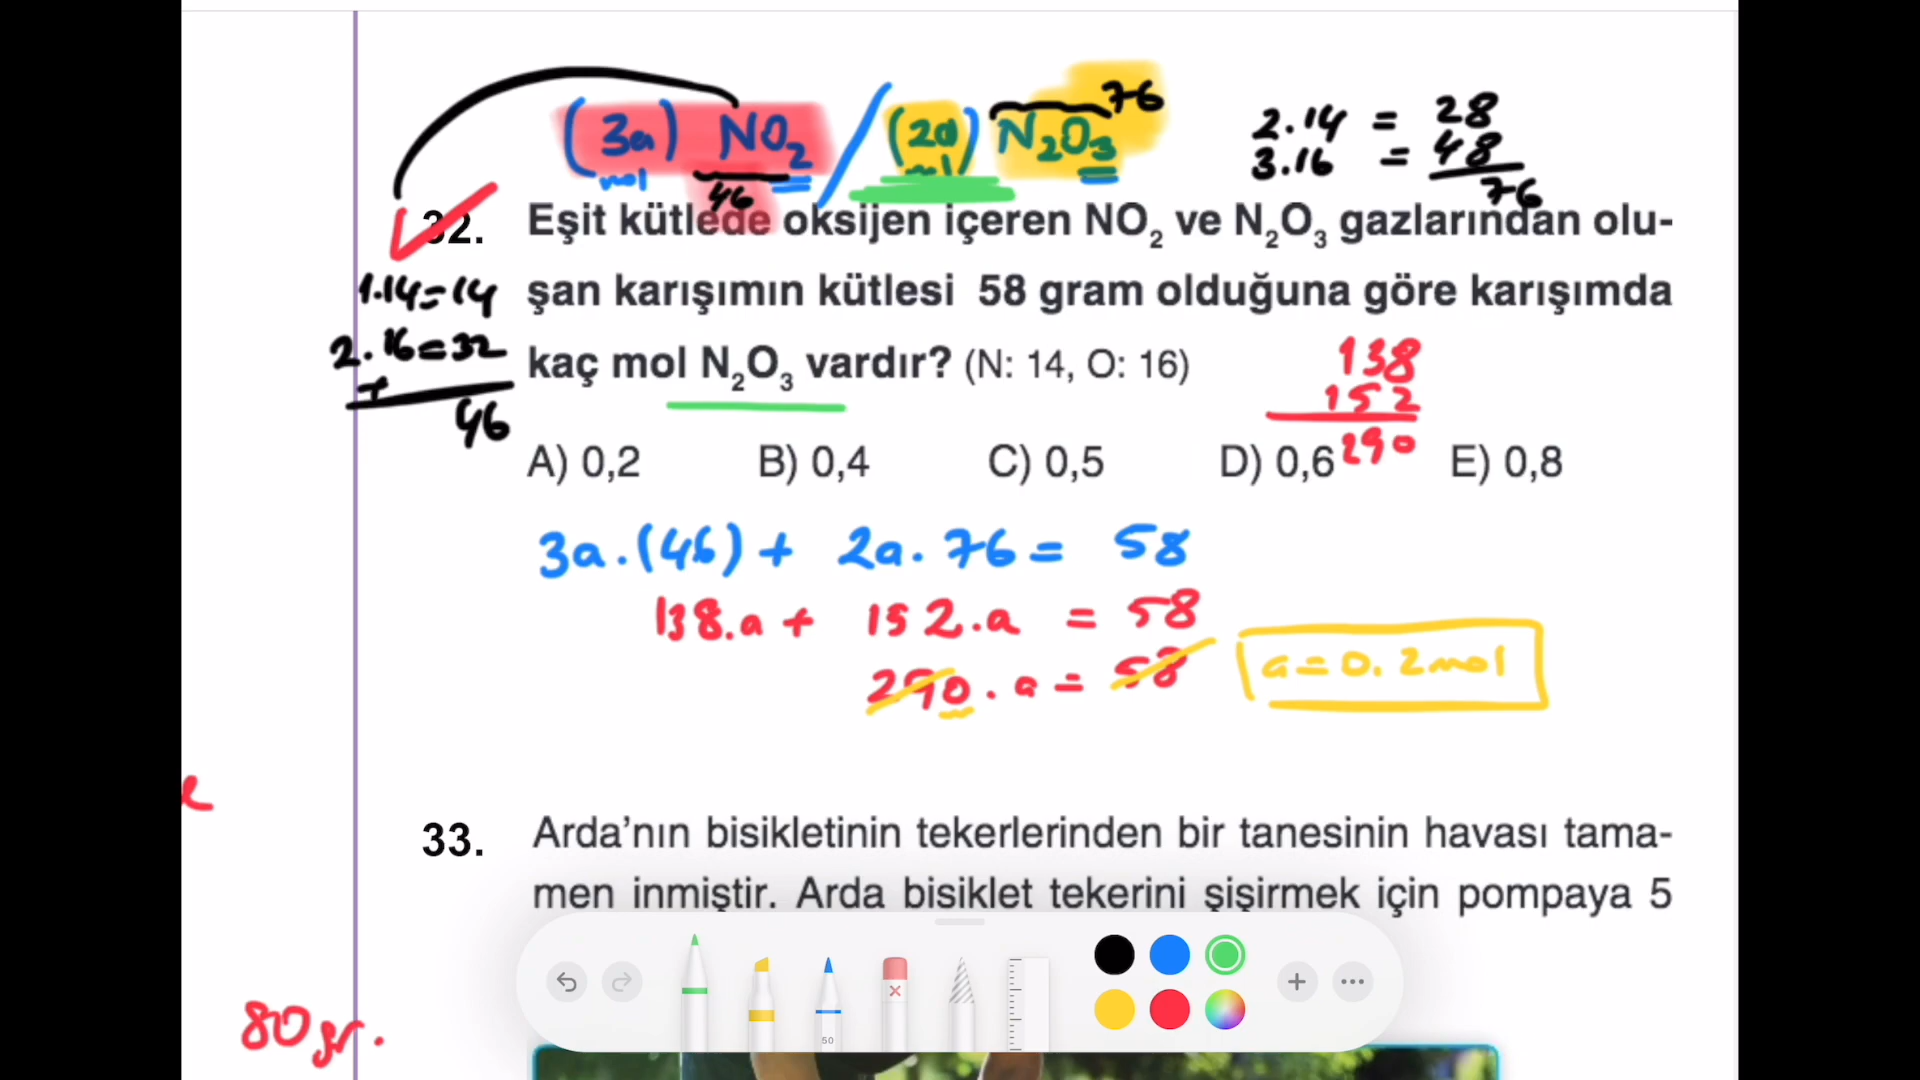 (3a) NO2 / (2a) N2O3 76
mol 46 mol
2.14 = 28
3.16 = 48
76
32. Eşit kütlede oksijen içeren NO2 ve N2O3 gazlarından olu-
şan karışımın kütlesi 58 gram olduğuna göre karışımda
kaç mol N2O3 vardır? (N: 14, O: 16)
1.14=14
2.16=32
+
46
138
152
290
A) 0,2 B) 0,4 C) 0,5 D) 0,6 E) 0,8
3a.(46)+ 2a.76= 58
138.a + 152.a = 58
290.a = 58
a=0.2mol
33. Arda’nın bisikletinin tekerlerinden bir tanesinin havası tama-
men inmiştir. Arda bisiklet tekerini şişirmek için pompaya 5
80gr.
50